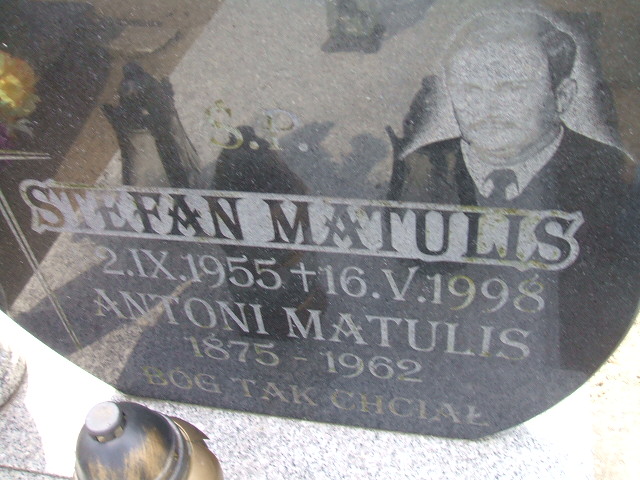 Ś.P.
STEFAN MATULIS
2.IX.1955 + 16.V.1998
ANTONI MATULIS
1875 - 1962
BÓG TAK CHCIAŁ